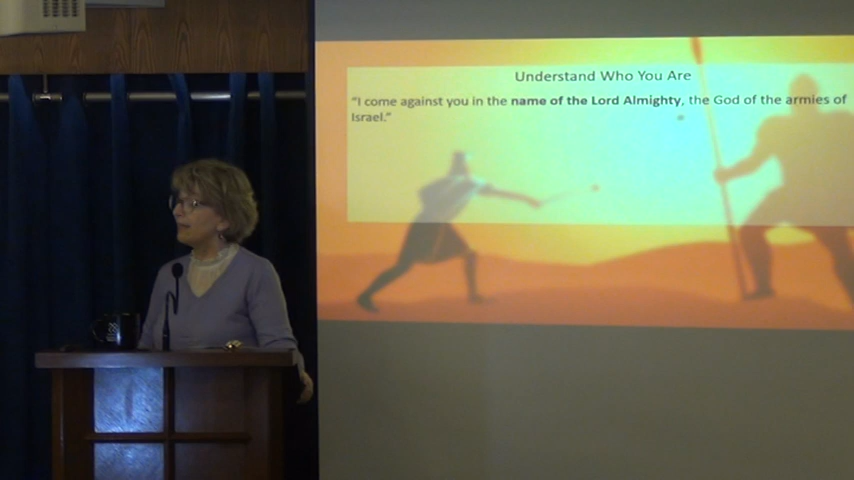 Understand Who You Are
“I come against you in the name of the Lord Almighty, the God of the armies of
Israel.”